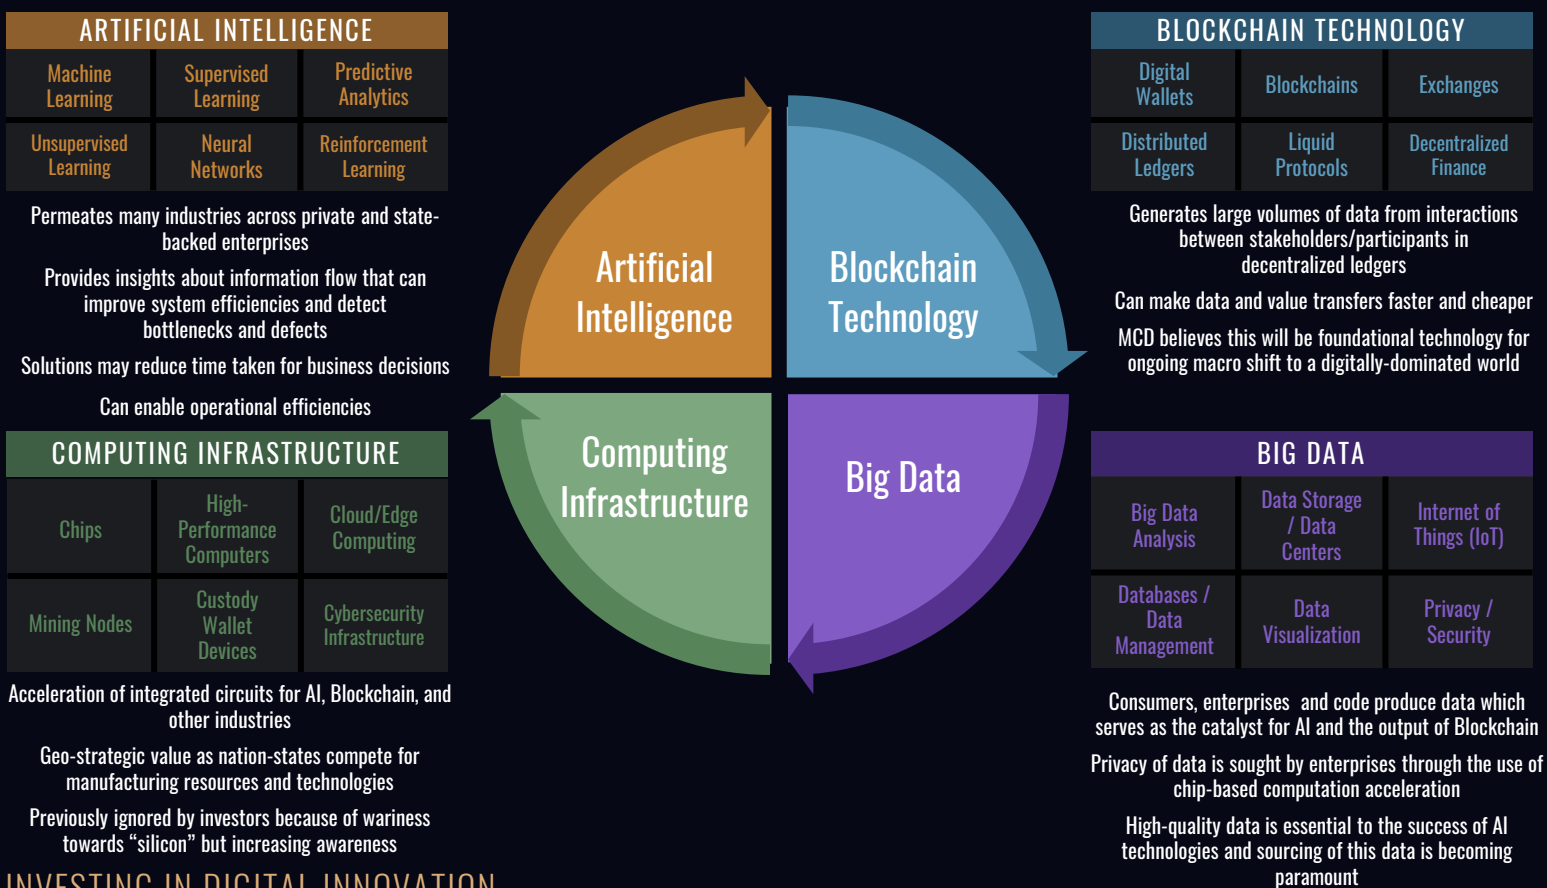 ARTIFICIAL INTELLIGENCE
Machine
Learning
Supervised
Learning
Predictive
Analytics
Unsupervised
Learning
Neural
Networks
Reinforcement
Learning
Permeates many industries across private and state-
backed enterprises
Provides insights about information flow that can
improve system efficiencies and detect
bottlenecks and defects
Solutions may reduce time taken for business decisions
Can enable operational efficiencies
COMPUTING INFRASTRUCTURE
Chips
High-
Performance
Computers
Cloud/Edge
Computing
Mining Nodes
Custody
Wallet
Devices
Cybersecurity
Infrastructure
Acceleration of integrated circuits for AI, Blockchain, and
other industries
Geo-strategic value as nation-states compete for
manufacturing resources and technologies
Previously ignored by investors because of wariness
towards “silicon” but increasing awareness
INVESTING IN DIGITAL INNOVATION
Artificial
Intelligence
Blockchain
Technology
Computing
Infrastructure
Big Data
BLOCKCHAIN TECHNOLOGY
Digital
Wallets
Blockchains
Exchanges
Distributed
Ledgers
Liquid
Protocols
Decentralized
Finance
Generates large volumes of data from interactions
between stakeholders/participants in
decentralized ledgers
Can make data and value transfers faster and cheaper
MCD believes this will be foundational technology for
ongoing macro shift to a digitally-dominated world
BIG DATA
Big Data
Analysis
Data Storage
/ Data
Centers
Internet of
Things (IoT)
Databases /
Data
Management
Data
Visualization
Privacy /
Security
Consumers, enterprises and code produce data which
serves as the catalyst for AI and the output of Blockchain
Privacy of data is sought by enterprises through the use of
chip-based computation acceleration
High-quality data is essential to the success of AI
technologies and sourcing of this data is becoming
paramount